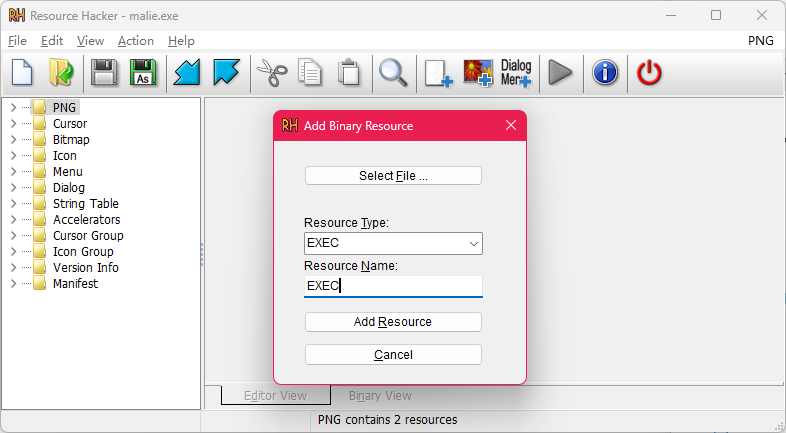 RH Resource Hacker - malie.exe
File Edit View Action Help PNG
As
Dialog
Menu
PNG
Cursor
Bitmap
Icon
Menu
Dialog
String Table
Accelerators
Cursor Group
Icon Group
Version Info
Manifest
RH Add Binary Resource
Select File ...
Resource Type:
EXEC
Resource Name:
EXEC
Add Resource
Cancel
Editor View Binary View
PNG contains 2 resources